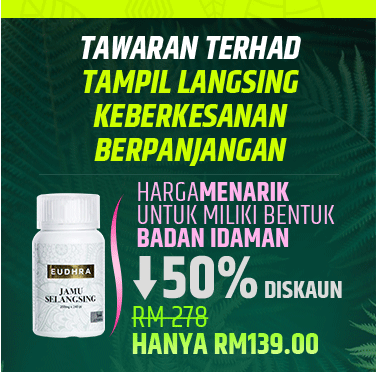 TAWARAN TERHAD
TAMPIL LANGSING
KEBERKESANAN
BERPANJANGAN
HARGAMENARIK
UNTUK MILIKI BENTUK
BADAN IDAMAN
50% DISKAUN
RM 278
HANYA RM139.00
EUDHRA
JAMU
SELANGSING